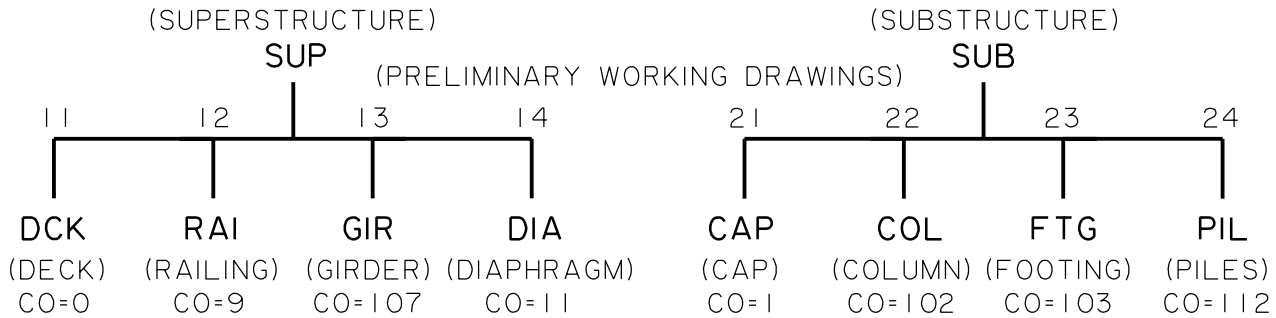 (SUPERSTRUCTURE) (SUBSTRUCTURE)
SUP SUB
(PRELIMINARY WORKING DRAWINGS)
11 12 13 14 21 22 23 24
DCK RAI GIR DIA CAP COL FTG PIL
(DECK) (RAILING) (GIRDER) (DIAPHRAGM) (CAP) (COLUMN) (FOOTING) (PILES)
CO=0 CO=9 CO=107 CO=11 CO=1 CO=102 CO=103 CO=112